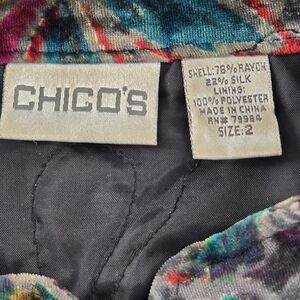 CHICO'S
SHELL: 78% RAYON
22% SILK
LINING:
100% POLYESTER
MADE IN CHINA
RN# 79984
SIZE: 2